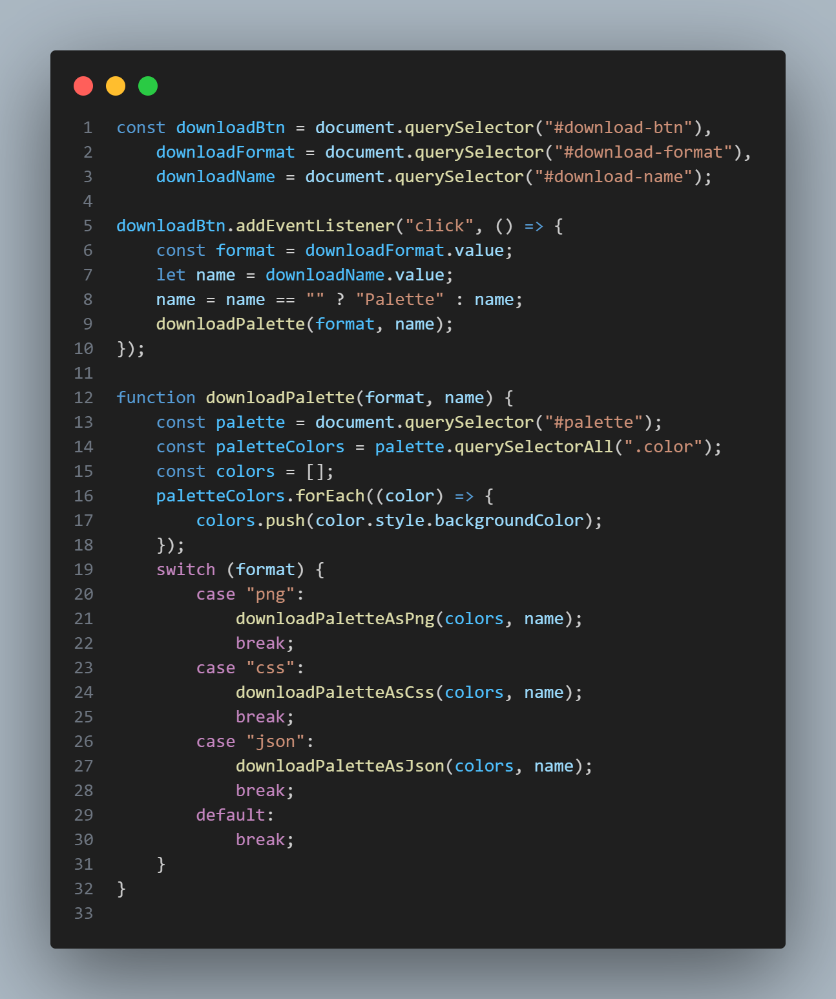 1 const downloadBtn = document.querySelector("#download-btn"),
2     downloadFormat = document.querySelector("#download-format"),
3     downloadName = document.querySelector("#download-name");
4
5 downloadBtn.addEventListener("click", () => {
6     const format = downloadFormat.value;
7     let name = downloadName.value;
8     name = name == "" ? "Palette" : name;
9     downloadPalette(format, name);
10 });
11
12 function downloadPalette(format, name) {
13     const palette = document.querySelector("#palette");
14     const paletteColors = palette.querySelectorAll(".color");
15     const colors = [];
16     paletteColors.forEach((color) => {
17         colors.push(color.style.backgroundColor);
18     });
19     switch (format) {
20         case "png":
21             downloadPaletteAsPng(colors, name);
22             break;
23         case "css":
24             downloadPaletteAsCss(colors, name);
25             break;
26         case "json":
27             downloadPaletteAsJson(colors, name);
28             break;
29         default:
30             break;
31     }
32 }
33